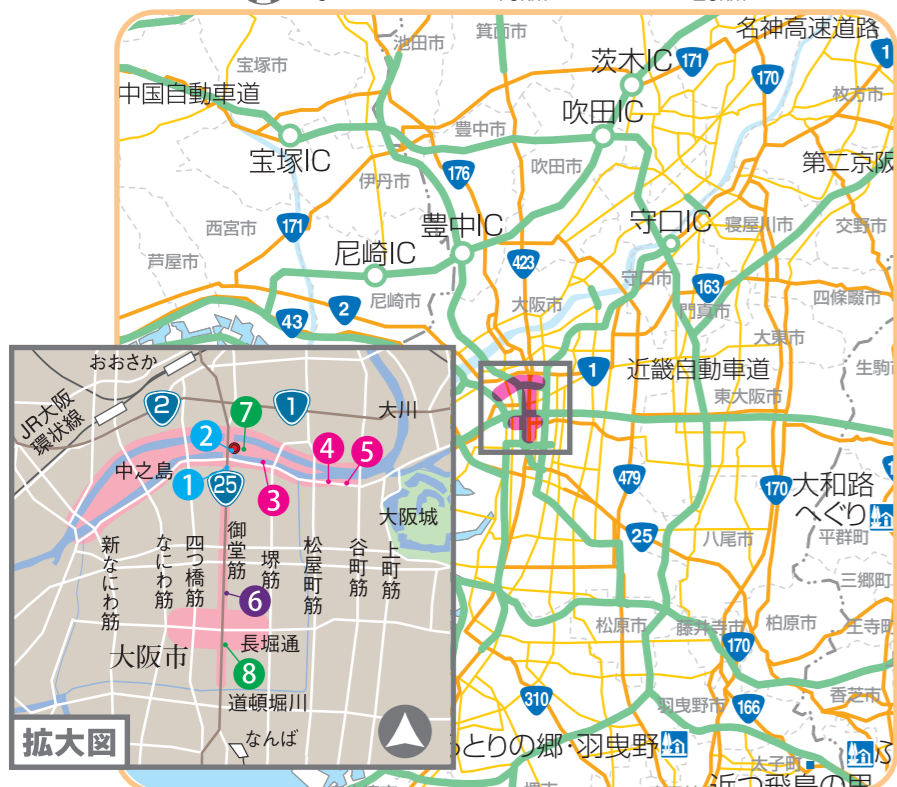 池田市
箕面市
名神高速道路
茨木IC
171
170
1
宝塚市
中国自動車道
枚方市
吹田IC
豊中市
宝塚IC
176
吹田市
伊丹市
第二京阪
西宮市
171
豊中IC
守口IC
寝屋川市
交野市
芦屋市
尼崎IC
423
守口市
163
尼崎市
大阪市
門真市
四條畷市
43
2
大東市
1
近畿自動車道
生駒
東大阪市
479
170
大和路
へぐり
25
八尾市
平群町
三郷町
松原市
藤井寺市
柏原市
王寺町
170
香芝市
310
羽曳野市
166
とりの郷・羽曳野
太子町
近つ飛鳥の里
おおさか
JR大阪
環状線
2
7
1
大川
2
4
5
中之島
1
25
3
大阪城
新なにわ筋
なにわ筋
四つ橋筋
御堂筋
堺筋
松屋町筋
谷町筋
上町筋
6
大阪市
長堀通
8
道頓堀川
なんば
拡大図